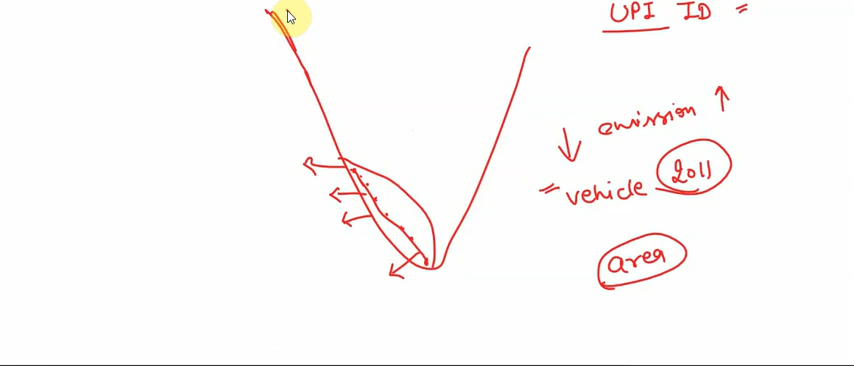 UPI ID =
emission ↑
↓
= vehicle 2011
area